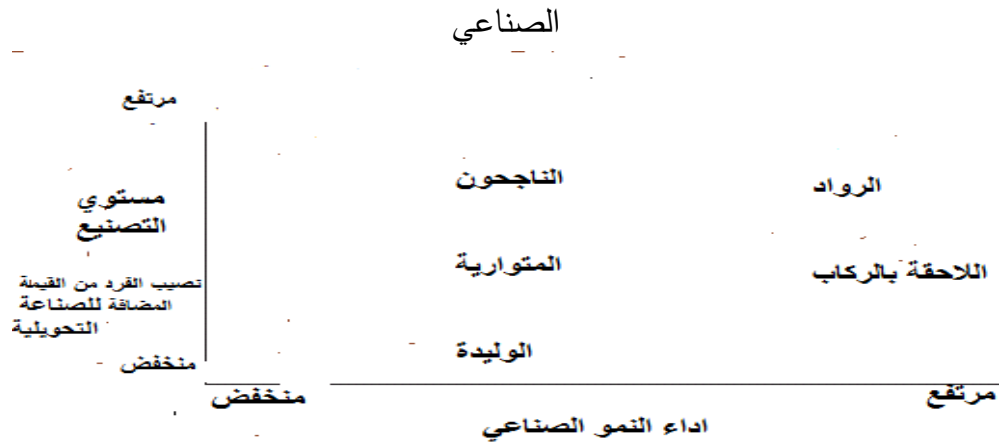 الصناعي
مرتفع
الناجحون
الرواد
مستوي
التصنيع
المتوارية
اللاحقة بالركاب
تصيب الفرد من القيمة
المضافة للصناعة
التحويلية
الوليدة
منخفض
منخفض
مرتفع
اداء النمو الصناعي